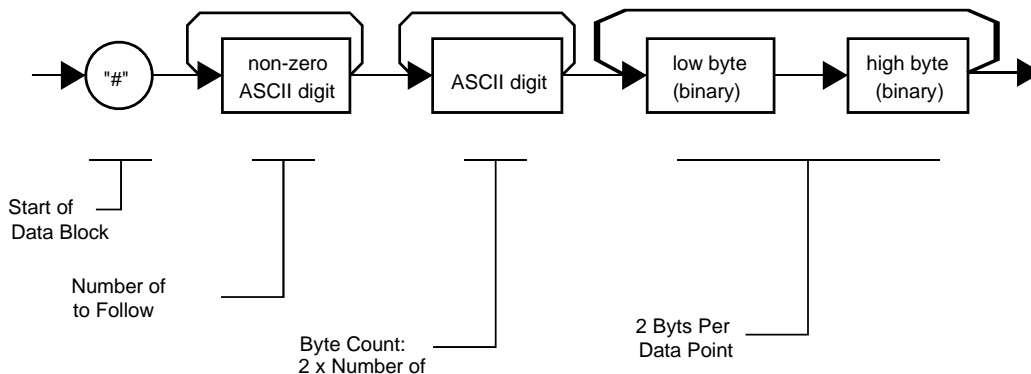 "#"
non-zero
ASCII digit
ASCII digit
low byte
(binary)
high byte
(binary)
Start of
Data Block
Number of
to Follow
Byte Count:
2 x Number of
2 Byts Per
Data Point